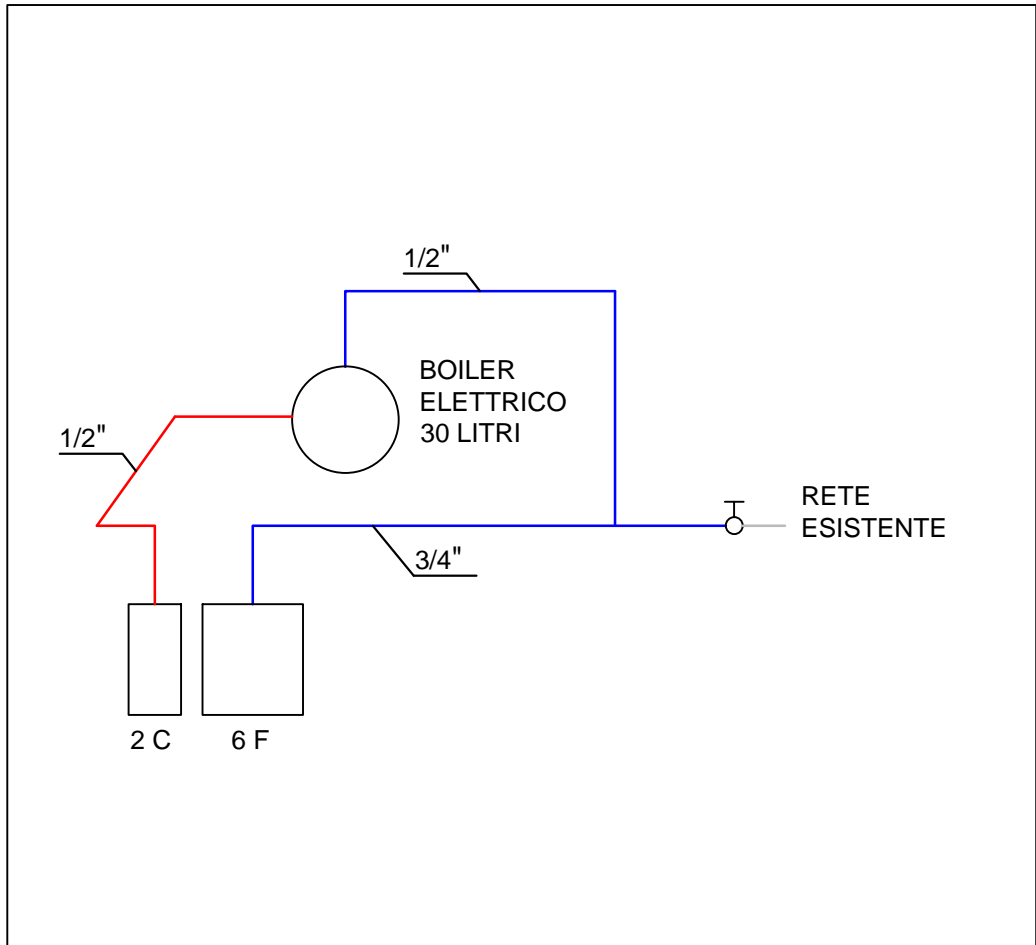 1/2"
BOILER
ELETTRICO
30 LITRI
1/2"
RETE
ESISTENTE
3/4"
2 C
6 F